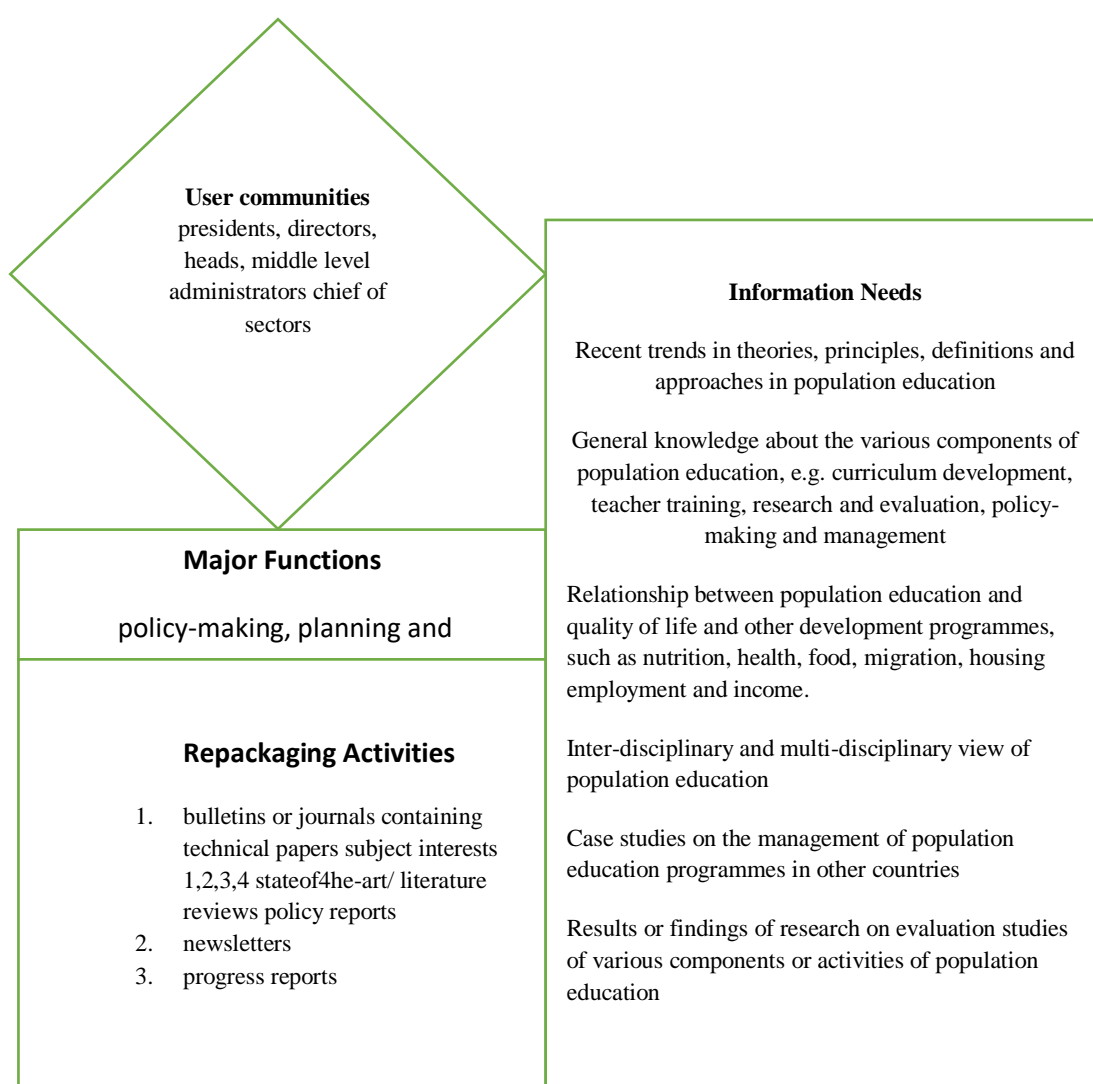 User communities
presidents, directors,
heads, middle level
administrators chief of
sectors
Major Functions
policy-making, planning and
Repackaging Activities
1. bulletins or journals containing
technical papers subject interests
1,2,3,4 stateof4he-art/ literature
reviews policy reports
2. newsletters
3. progress reports
Information Needs
Recent trends in theories, principles, definitions and
approaches in population education
General knowledge about the various components of
population education, e.g. curriculum development,
teacher training, research and evaluation, policy-
making and management
Relationship between population education and
quality of life and other development programmes,
such as nutrition, health, food, migration, housing
employment and income.
Inter-disciplinary and multi-disciplinary view of
population education
Case studies on the management of population
education programmes in other countries
Results or findings of research on evaluation studies
of various components or activities of population
education